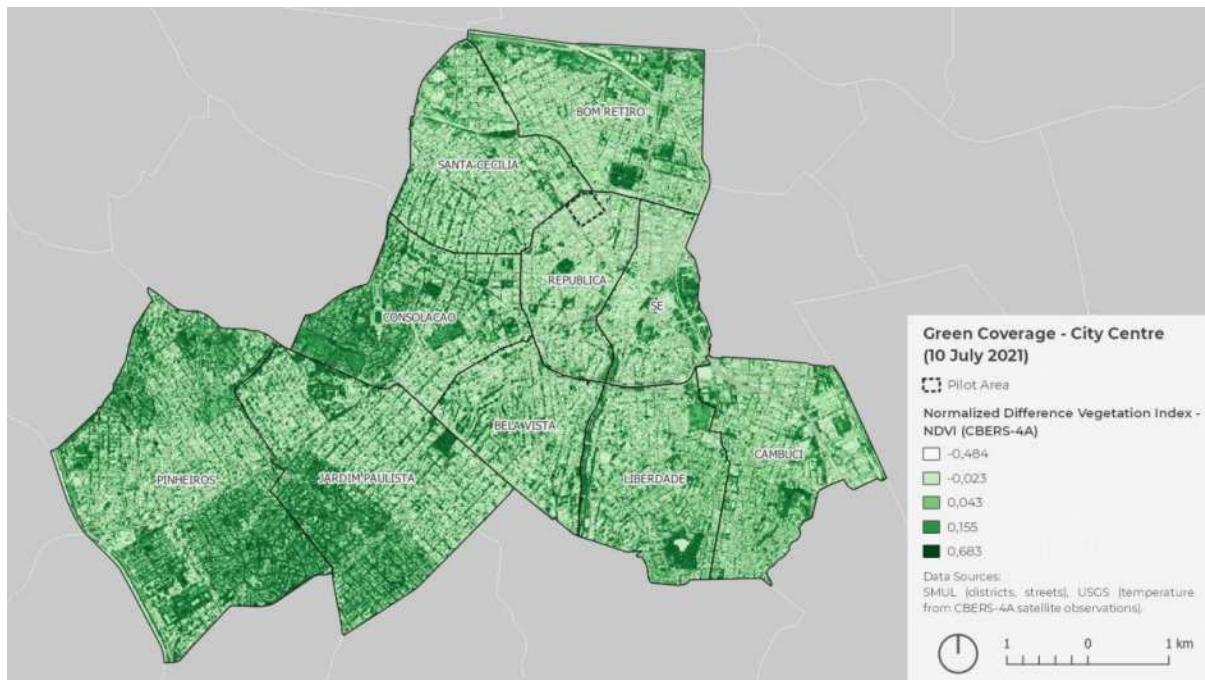 BOM RETIRO
SANTA CECILIA
REPUBLICA
SE
CONSOLACAO
BELA VISTA
PINHEIROS
JARDIM PAULISTA
LIBERDADE
CAMBUCI
Green Coverage - City Centre
(10 July 2021)
Pilot Area
Normalized Difference Vegetation Index -
NDVI (CBERS-4A)
-0,484
-0,023
0,043
0,155
0,683
Data Sources:
SMUL (districts, streets), USGS (temperature
from CBERS-4A satellite observations).
1 0 1 km